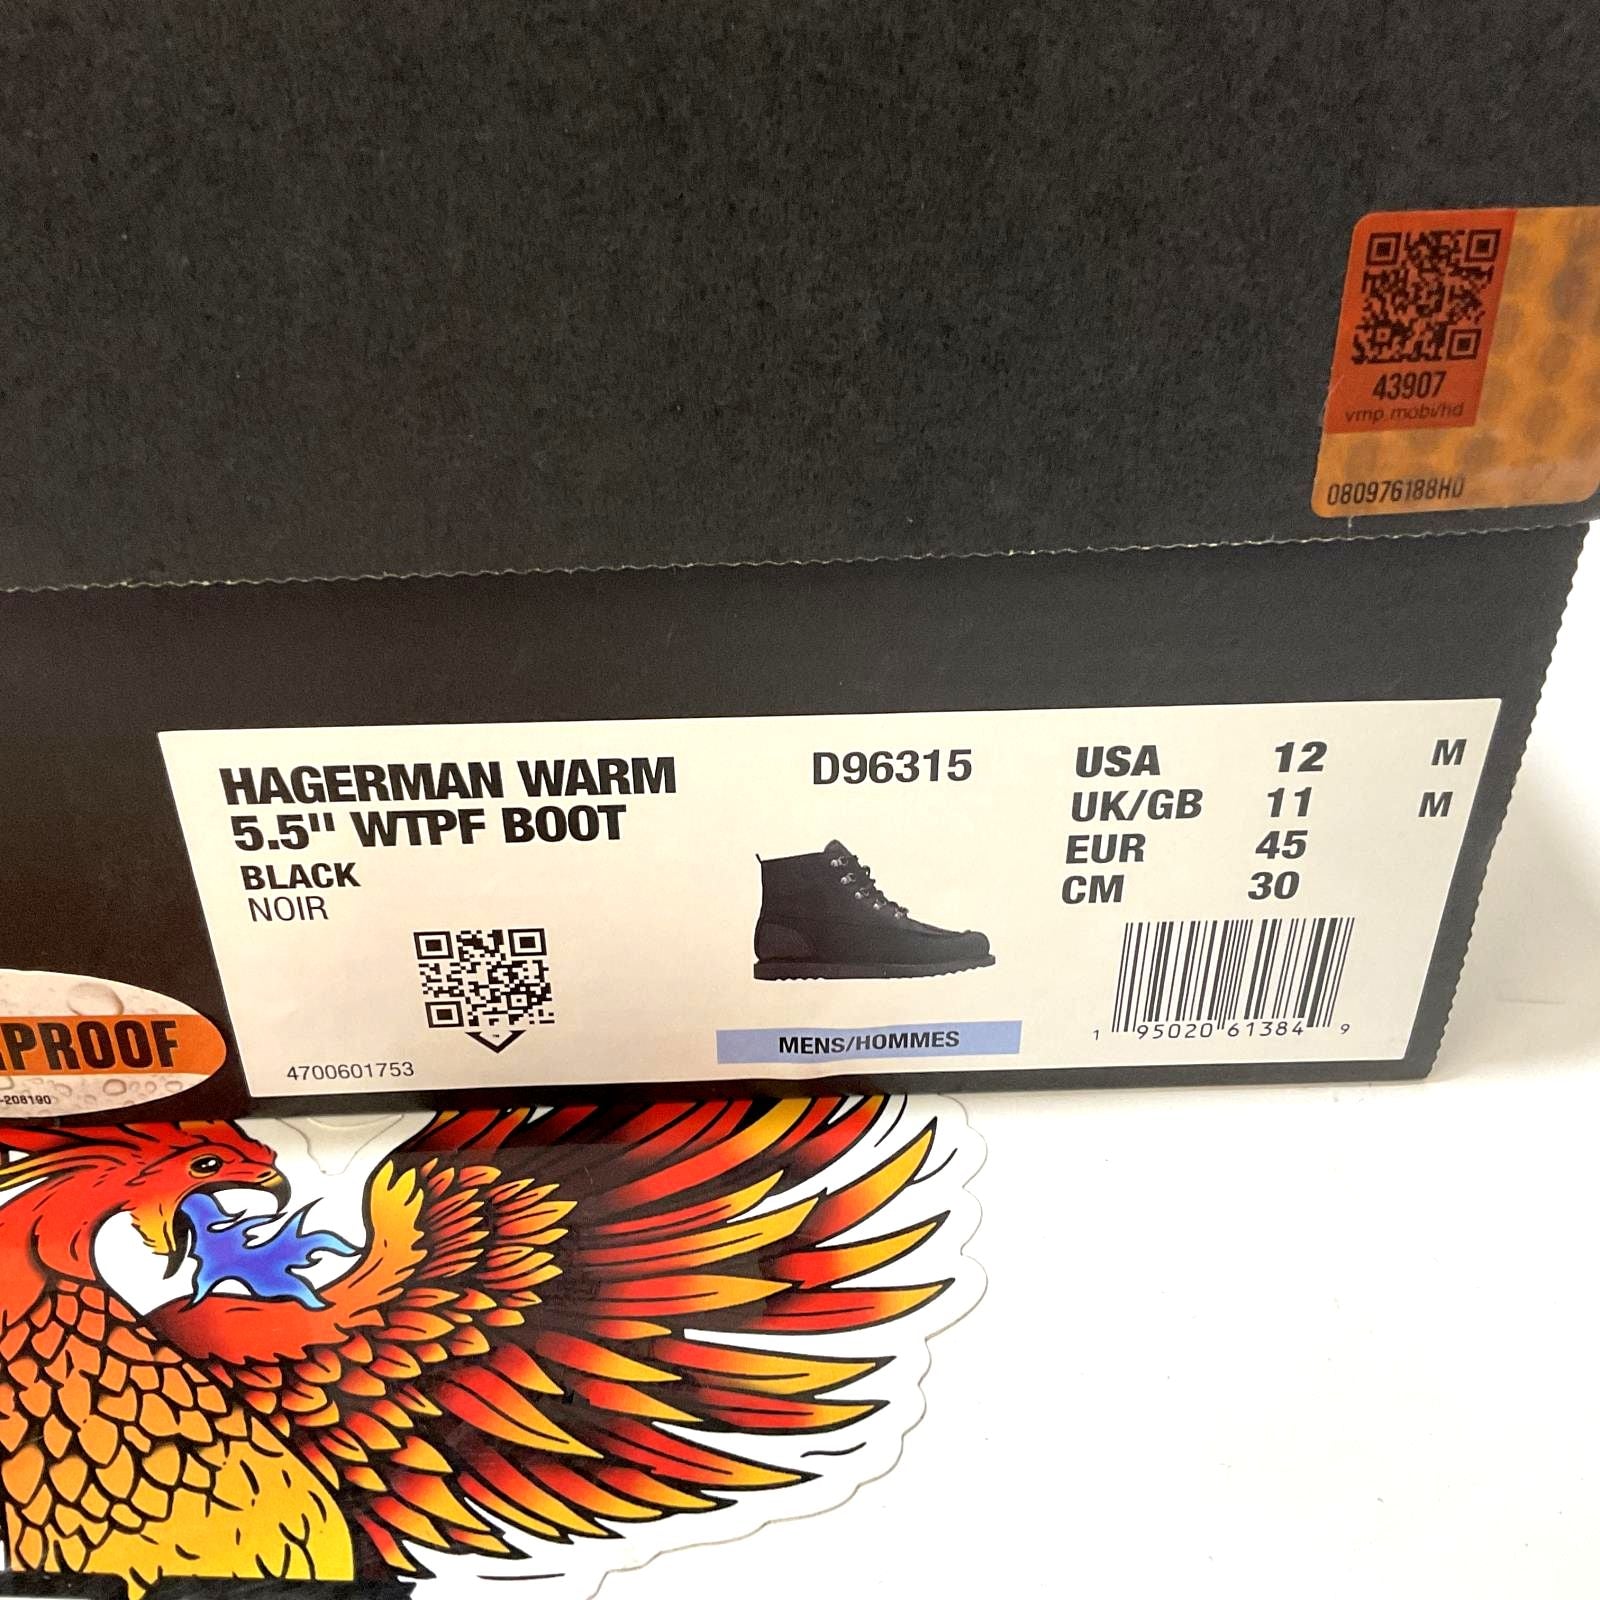 43907
vmp.mobi/hd
080976188HD
HAGERMAN WARM
5.5" WTPF BOOT
BLACK
NOIR
4700601753
D96315
MENS/HOMMES
USA 12 M
UK/GB 11 M
EUR 45
CM 30
1 95020 61384 9
PROOF
-208190